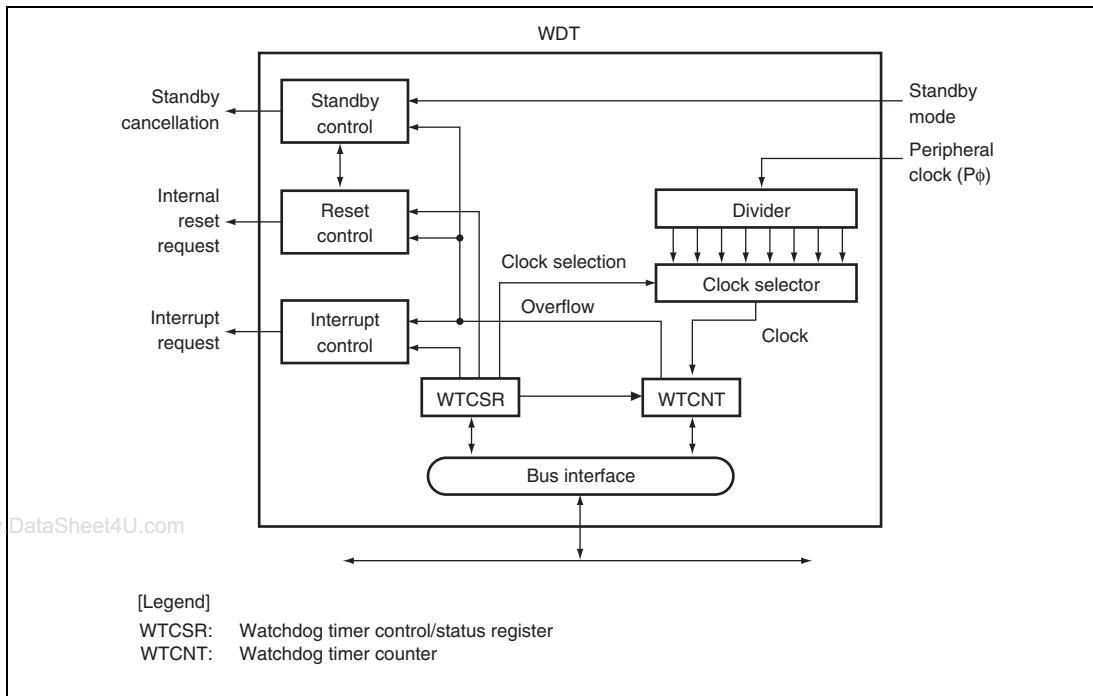 WDT
Standby
cancellation
Standby
control
Standby
mode
Peripheral
clock (Pϕ)
Internal
reset
request
Reset
control
Divider
Clock selection
Clock selector
Overflow
Interrupt
request
Interrupt
control
Clock
WTCSR
WTCNT
Bus interface
DataSheet4U.com
[Legend]
WTCSR: Watchdog timer control/status register
WTCNT: Watchdog timer counter